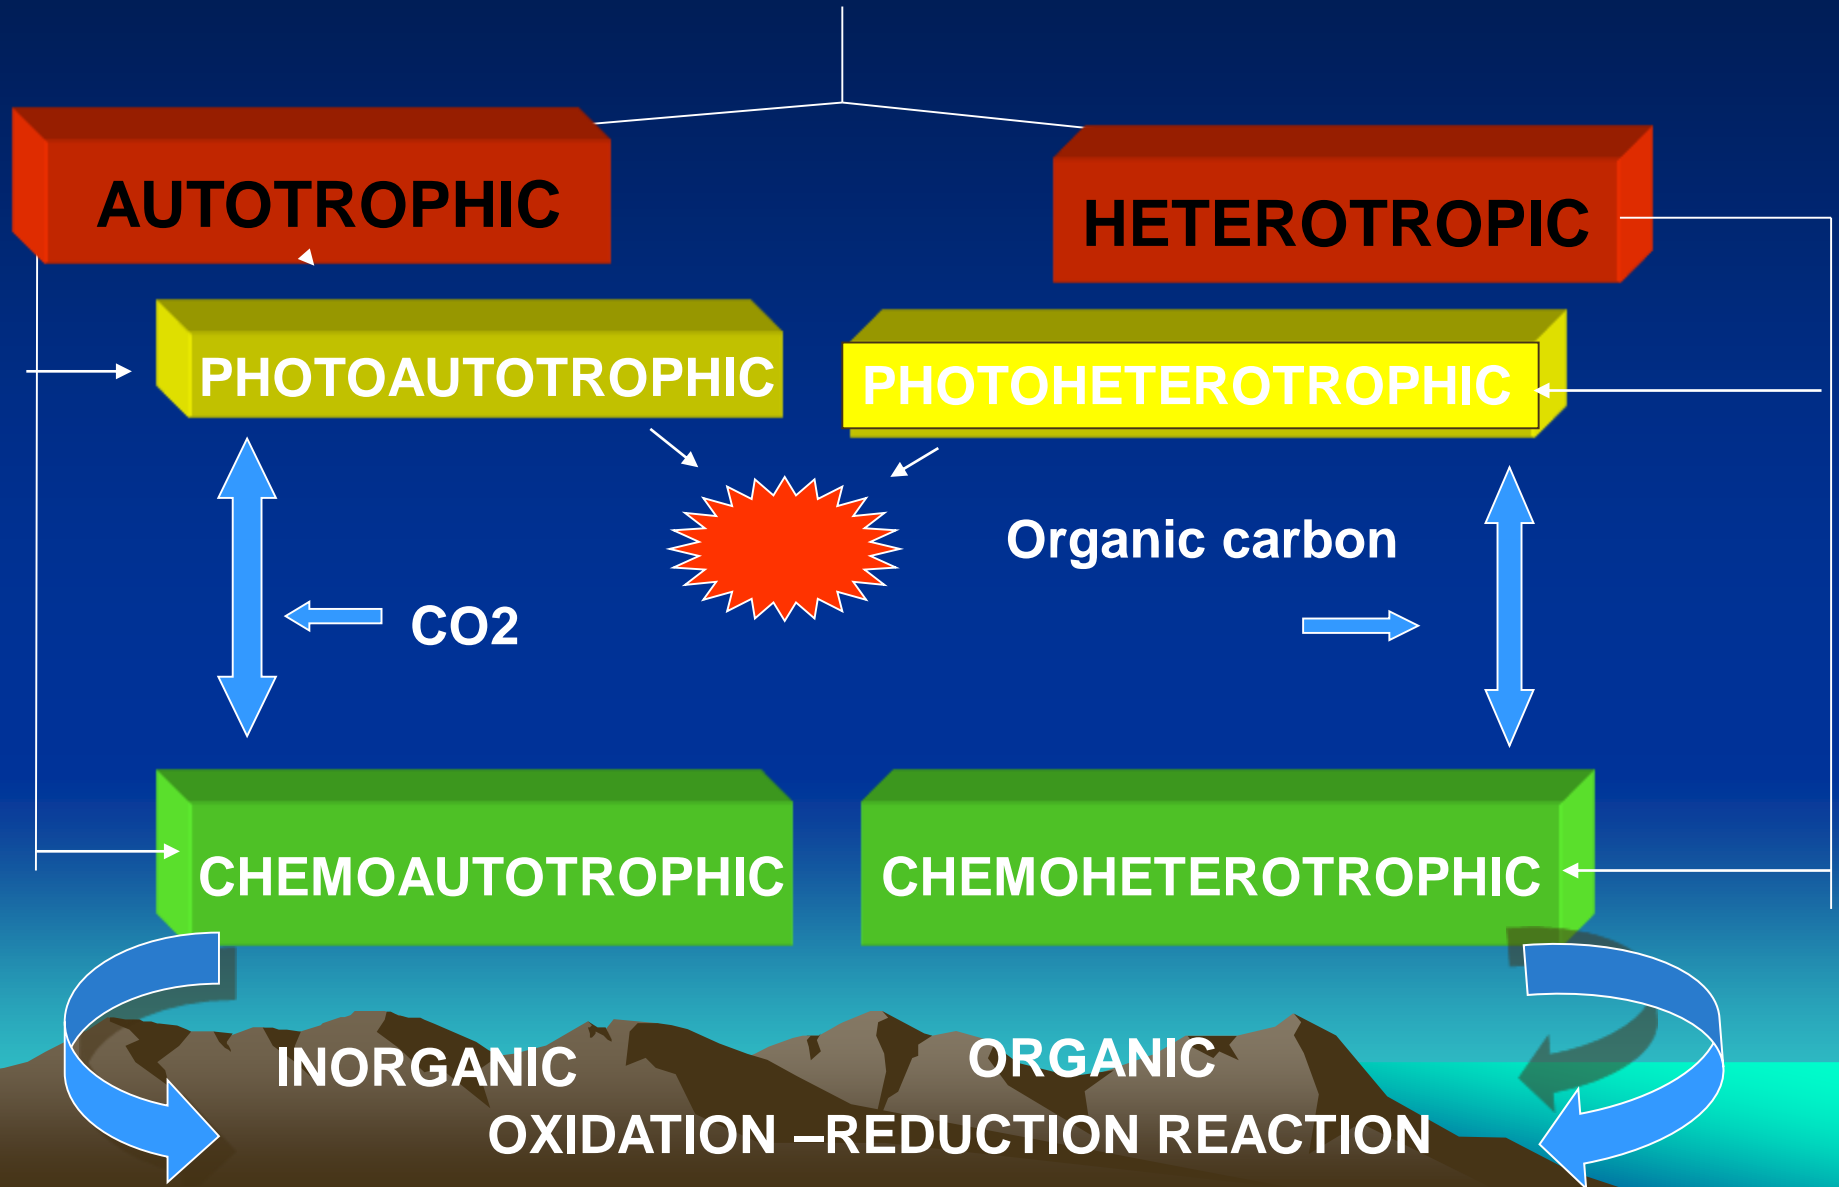 AUTOTROPHIC
HETEROTROPIC
PHOTOAUTOTROPHIC
PHOTOHETEROTROPHIC
Organic carbon
CO2
CHEMOAUTOTROPHIC
CHEMOHETEROTROPHIC
INORGANIC
ORGANIC
OXIDATION –REDUCTION REACTION